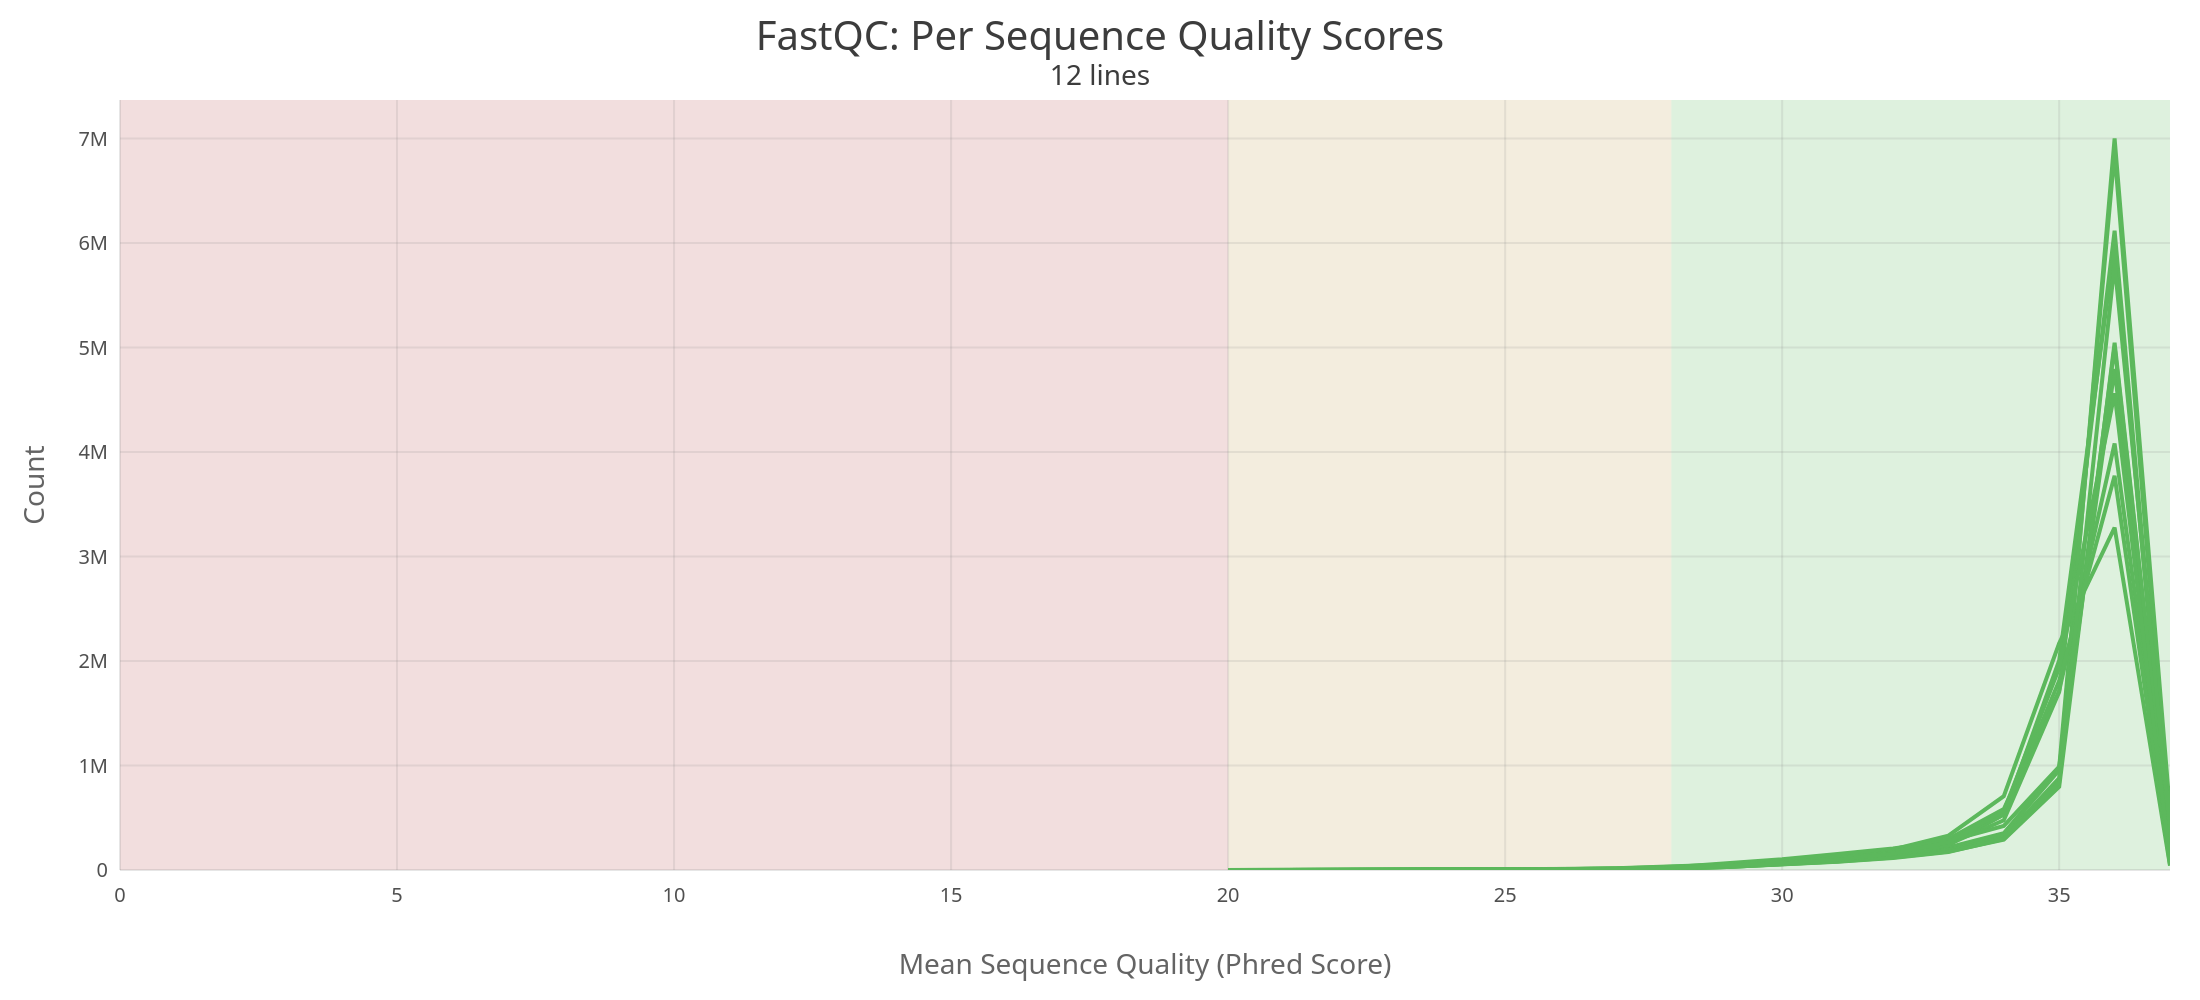 FastQC: Per Sequence Quality Scores
12 lines
7M
6M
5M
4M
3M
2M
1M
0
Count
0 5 10 15 20 25 30 35
Mean Sequence Quality (Phred Score)